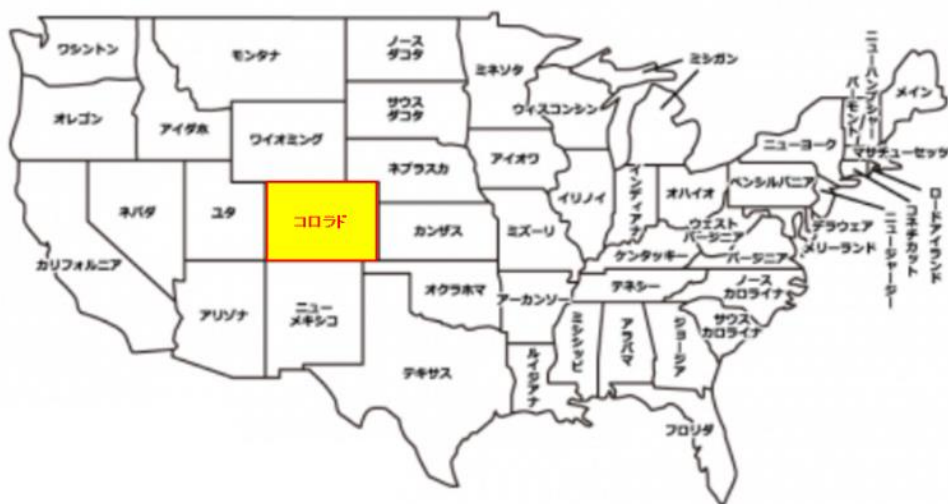 ワシントン
モンタナ
ノース
ダコタ
ミネソタ
ミシガン
メイン
ニューハンプシャー
バーモント
オレゴン
アイダホ
ワイオミング
サウス
ダコタ
ウィスコンシン
ニューヨーク
マサチューセッツ
ネバダ
ユタ
コロラド
ネブラスカ
アイオワ
イリノイ
インディアナ
オハイオ
ペンシルバニア
ロードアイランド
コネチカット
ニュージャージー
デラウェア
メリーランド
カリフォルニア
カンザス
ミズーリ
ウェスト
バージニア
ケンタッキー
バージニア
アリゾナ
ニュー
メキシコ
オクラホマ
アーカンソー
テネシー
ノース
カロライナ
サウス
カロライナ
テキサス
ルイジアナ
ミシシッピ
アラバマ
ジョージア
フロリダ